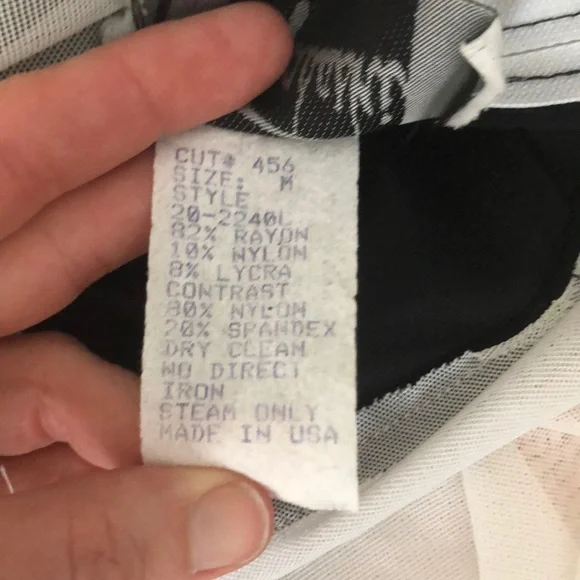 CUT# 456
SIZE: M
STYLE
20-2240L
82% RAYON
10% NYLON
8% LYCRA
CONTRAST
80% NYLON
20% SPANDEX
DRY CLEAN
NO DIRECT
IRON
STEAM ONLY
MADE IN USA